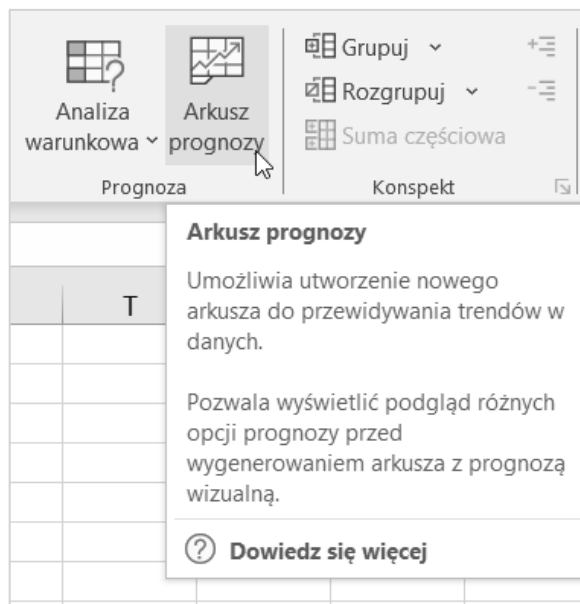 Analiza
warunkowa
Arkusz
prognozy
Grupuj
Rozgrupuj
Suma częściowa
Prognoza
Konspekt
T
Arkusz prognozy
Umożliwia utworzenie nowego
arkusza do przewidywania trendów w
danych.
Pozwala wyświetlić podgląd różnych
opcji prognozy przed
wygenerowaniem arkusza z prognozą
wizualną.
? Dowiedz się więcej